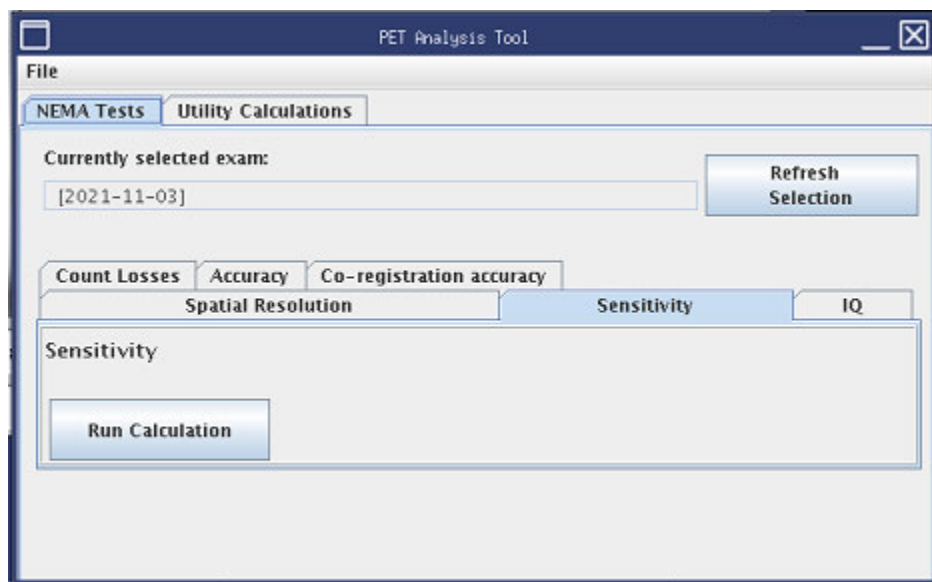 PET Analysis Tool
File
NEMA Tests
Utility Calculations
Currently selected exam:
[2021-11-03]
Refresh
Selection
Count Losses
Accuracy
Co-registration accuracy
Spatial Resolution
Sensitivity
IQ
Sensitivity
Run Calculation